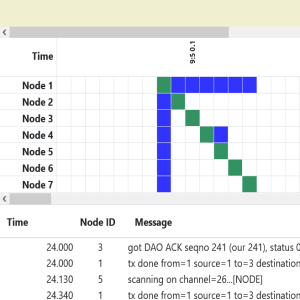 Time
9:5 0.1
Node 1
Node 2
Node 3
Node 4
Node 5
Node 6
Node 7
Time Node ID Message
24.000 3 got DAO ACK seqno 241 (our 241), status 0
24.000 1 tx done from=1 source=1 to=3 destination
24.130 5 scanning on channel=26...[NODE]
24.340 1 tx done from=1 source=1 to=3 destination